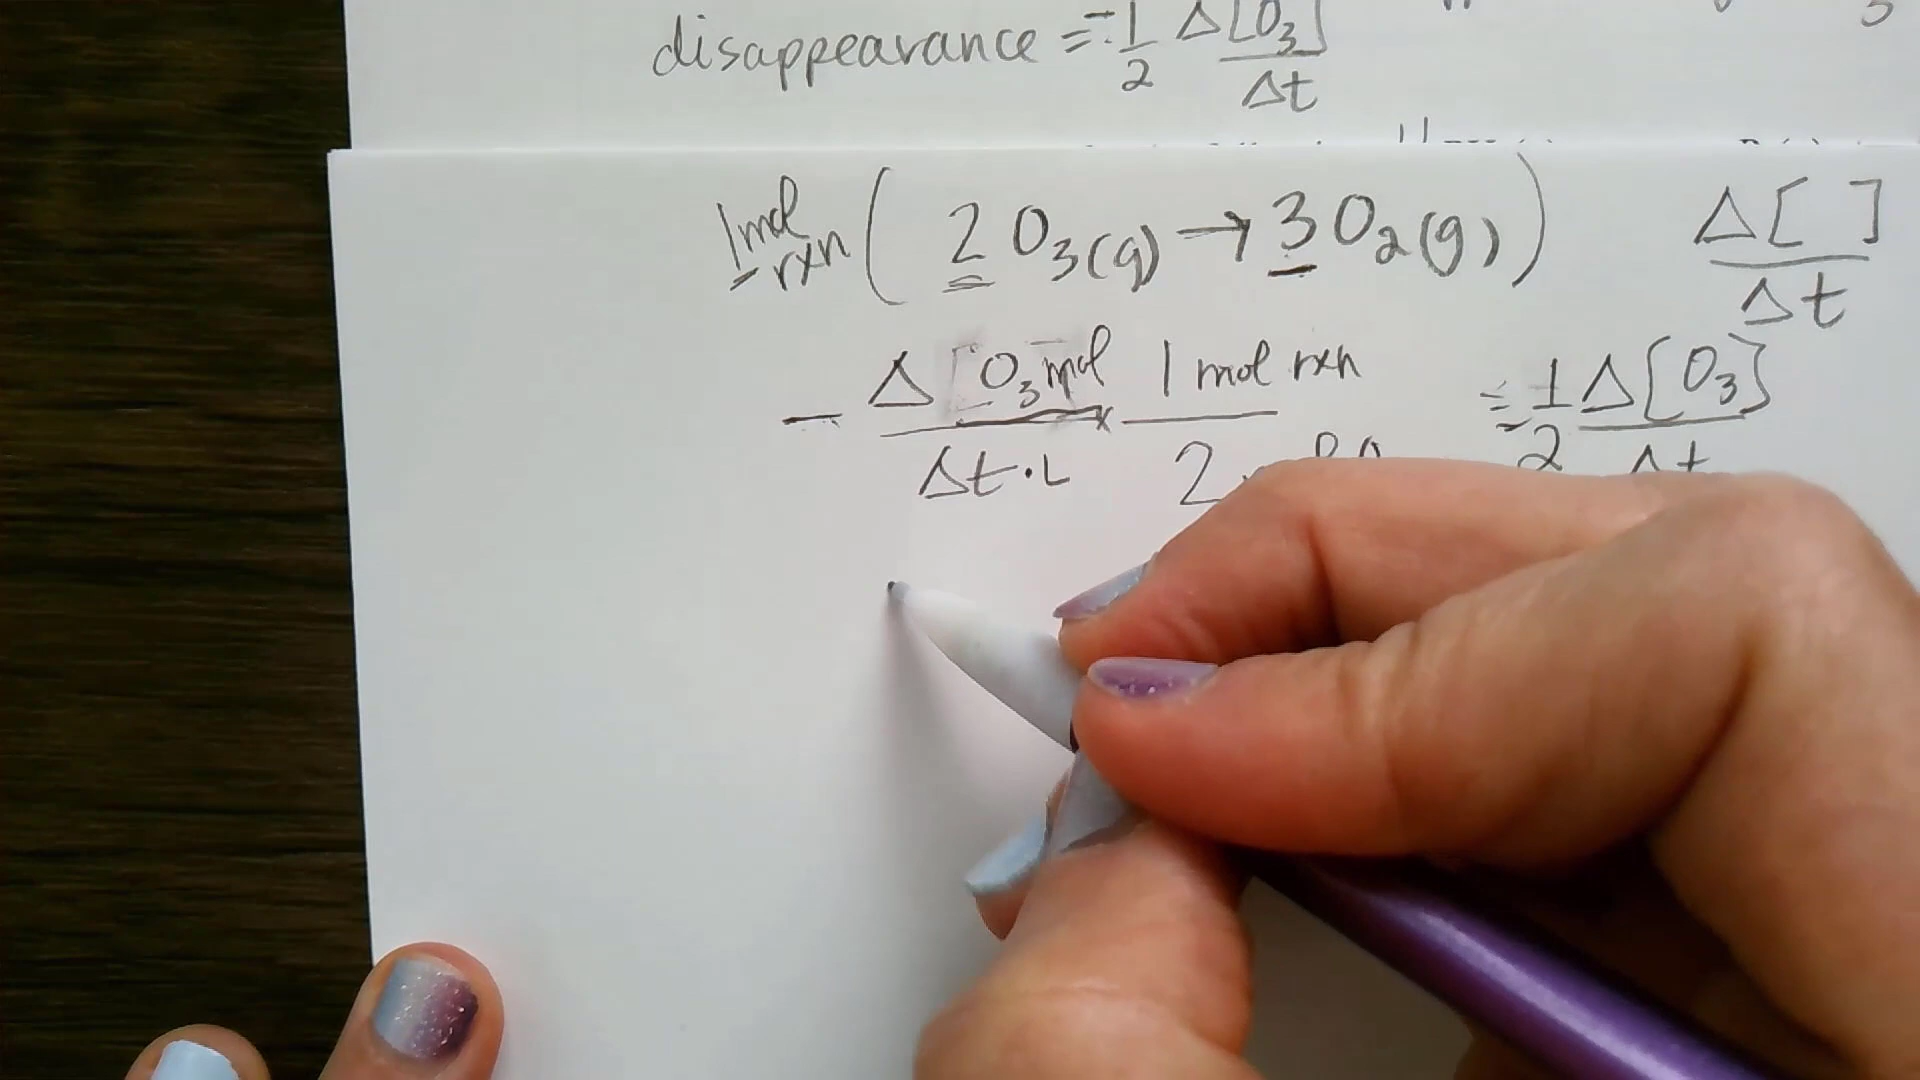 disappearance = -1/2 Δ[O3]/Δt
1 mol rxn ( 2 O3(g) → 3 O2(g) ) Δ[ ]/Δt
- Δ O3 mol/Δt·L x 1 mol rxn/2 = -1/2 Δ[O3]/Δt